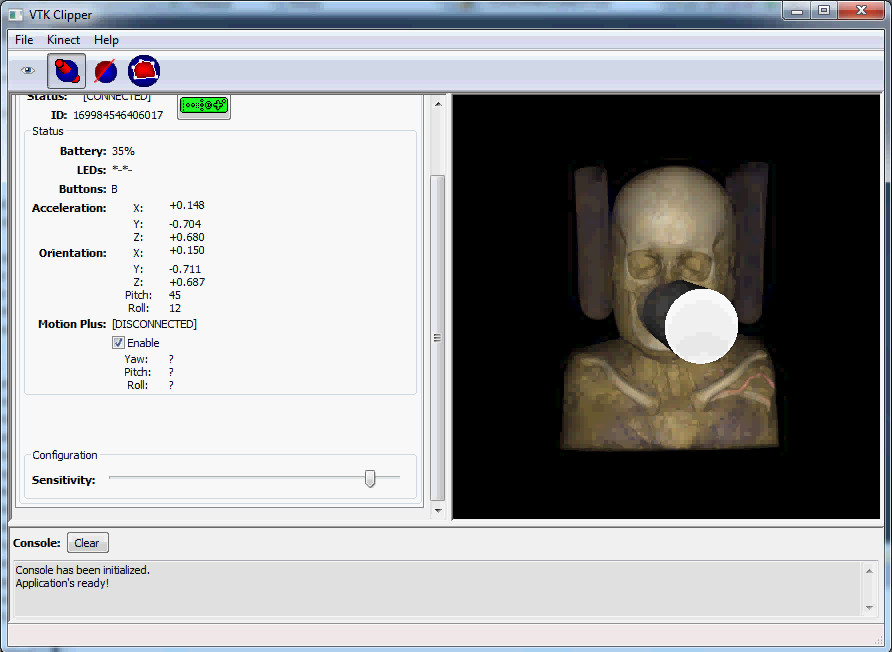 VTK Clipper
File Kinect Help
Status: [CONNECTED]
ID: 169984546406017
Status
Battery: 35%
LEDs: *-*-
Buttons: B
Acceleration: X: +0.148
Y: -0.704
Z: +0.680
Orientation: X: +0.150
Y: -0.711
Z: +0.687
Pitch: 45
Roll: 12
Motion Plus: [DISCONNECTED]
Enable
Yaw: ?
Pitch: ?
Roll: ?
Configuration
Sensitivity:
Console: Clear
Console has been initialized.
Application's ready!